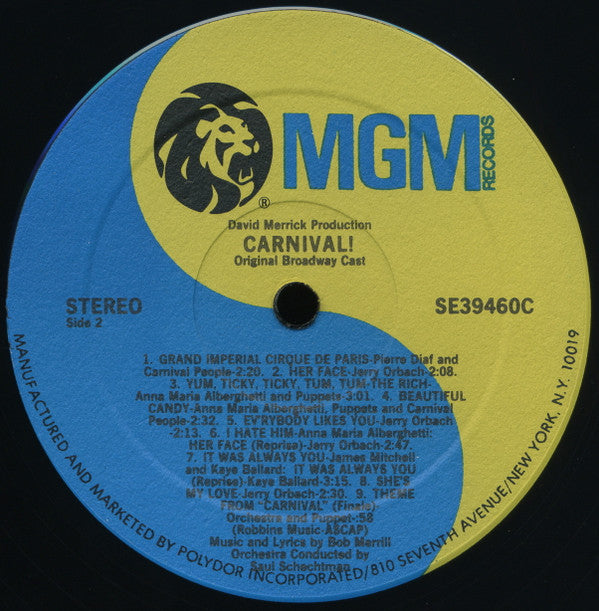 MGM
RECORDS
®
David Merrick Production
CARNIVAL!
Original Broadway Cast
STEREO
Side 2
SE39460C
1. GRAND IMPERIAL CIRQUE DE PARIS-Pierre Olaf and
Carnival People-2:20. 2. HER FACE-Jerry Orbach-2:08.
3. YUM, TICKY, TICKY, TUM, TUM-THE RICH-
Anna Maria Alberghetti and Puppets-3:01. 4. BEAUTIFUL
CANDY-Anna Maria Alberghetti, Puppets and Carnival
People-2:32. 5. EV'RYBODY LIKES YOU-Jerry Orbach
-2:13. 6. I HATE HIM-Anna Maria Alberghetti:
HER FACE (Reprise)-Jerry Orbach-2:47.
7. IT WAS ALWAYS YOU-James Mitchell
and Kaye Ballard: IT WAS ALWAYS YOU
(Reprise)-Kaye Ballard-3:15. 8. SHE'S
MY LOVE-Jerry Orbach-2:30. 9. THEME
FROM "CARNIVAL" (Finale)
Orchestra and Puppet-:58
(Robbins Music-ASCAP)
Music and Lyrics by Bob Merrill
Orchestra Conducted by
Saul Schechtman
MANUFACTURED AND MARKETED BY POLYDOR INCORPORATED/810 SEVENTH AVENUE/NEW YORK, N.Y. 10019